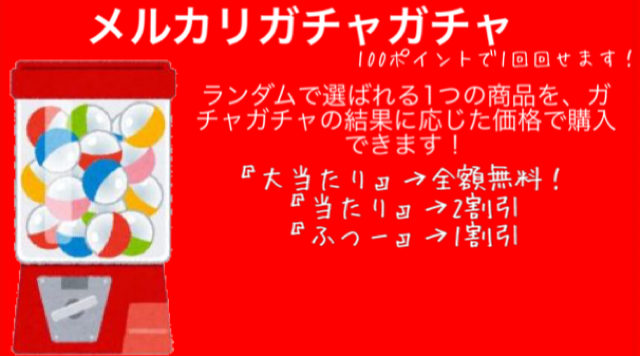 メルカリガチャガチャ
100ポイントで1回回せます！
ランダムで選ばれる1つの商品を、ガ
チャガチャの結果に応じた価格で購入
できます！
『大当たり』→全額無料！
『当たり』→2割引
『ふつー』→1割引